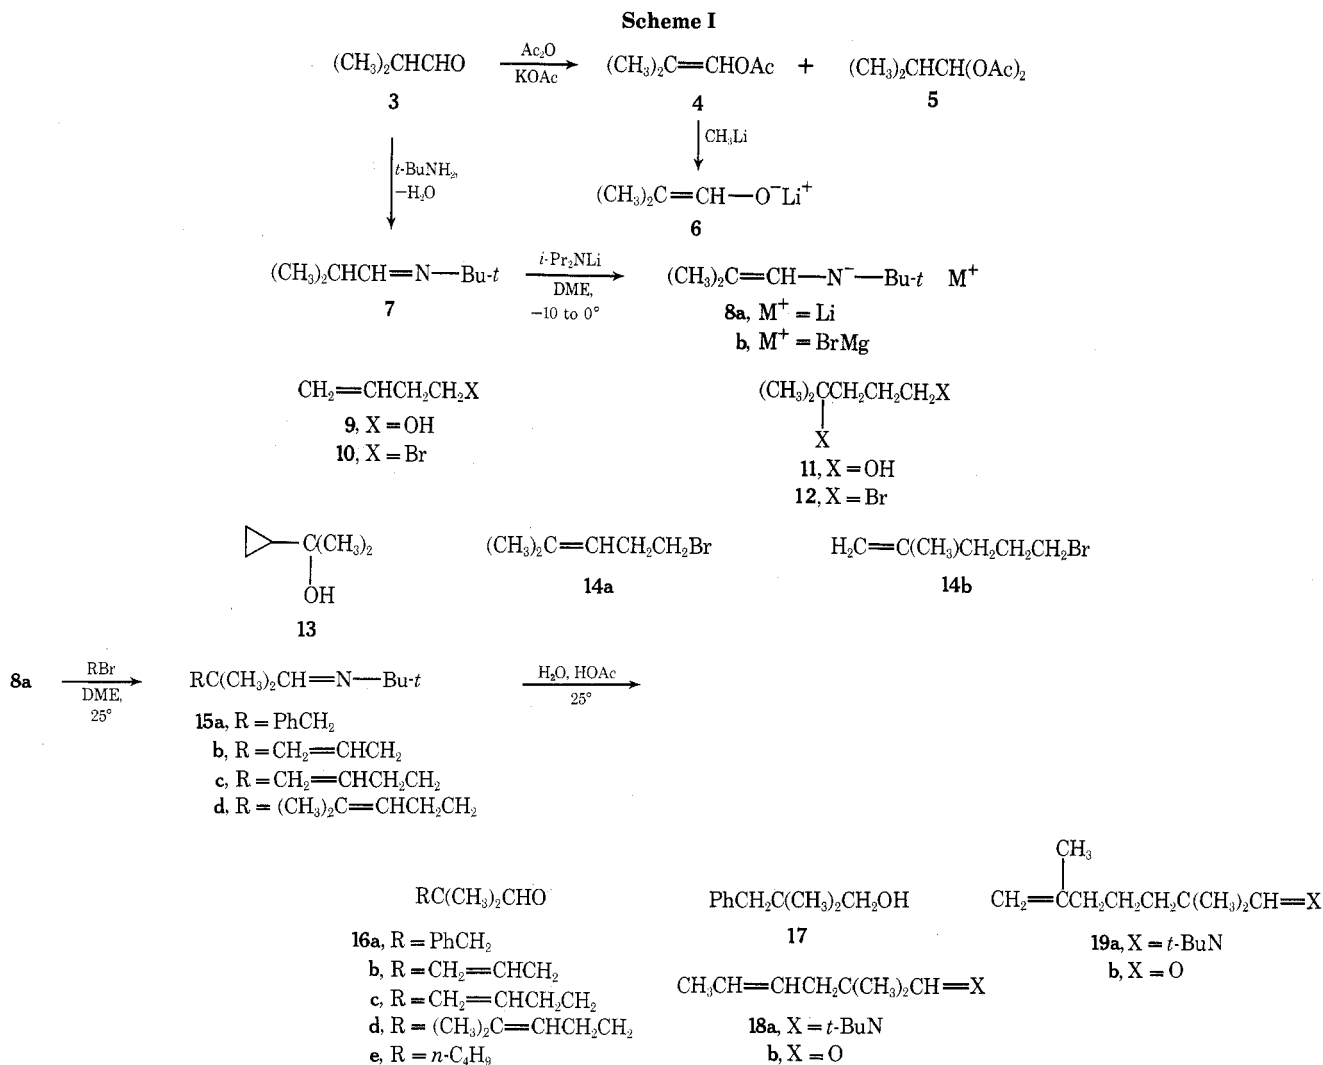 Scheme I
(CH₃)₂CHCHO —Ac₂O / KOAc→ (CH₃)₂C=CHOAc + (CH₃)₂CHCH(OAc)₂
3 4 5
t-BuNH₂, −H₂O
CH₃Li
(CH₃)₂C=CH—O⁻Li⁺
6
(CH₃)₂CHCH=N—Bu-t —i-Pr₂NLi / DME, −10 to 0°→ (CH₃)₂C=CH—N⁻—Bu-t M⁺
7
8a, M⁺ = Li
b, M⁺ = BrMg
CH₂=CHCH₂CH₂X
9, X = OH
10, X = Br
(CH₃)₂CCH₂CH₂CH₂X
X
11, X = OH
12, X = Br
C(CH₃)₂
OH
13
(CH₃)₂C=CHCH₂CH₂Br
14a
H₂C=C(CH₃)CH₂CH₂CH₂Br
14b
8a —RBr / DME, 25°→ RC(CH₃)₂CH=N—Bu-t —H₂O, HOAc / 25°→
15a, R = PhCH₂
b, R = CH₂=CHCH₂
c, R = CH₂=CHCH₂CH₂
d, R = (CH₃)₂C=CHCH₂CH₂
RC(CH₃)₂CHO
16a, R = PhCH₂
b, R = CH₂=CHCH₂
c, R = CH₂=CHCH₂CH₂
d, R = (CH₃)₂C=CHCH₂CH₂
e, R = n-C₄H₉
PhCH₂C(CH₃)₂CH₂OH
17
CH₃CH=CHCH₂C(CH₃)₂CH=X
18a, X = t-BuN
b, X = O
CH₃
CH₂=CCH₂CH₂CH₂C(CH₃)₂CH=X
19a, X = t-BuN
b, X = O